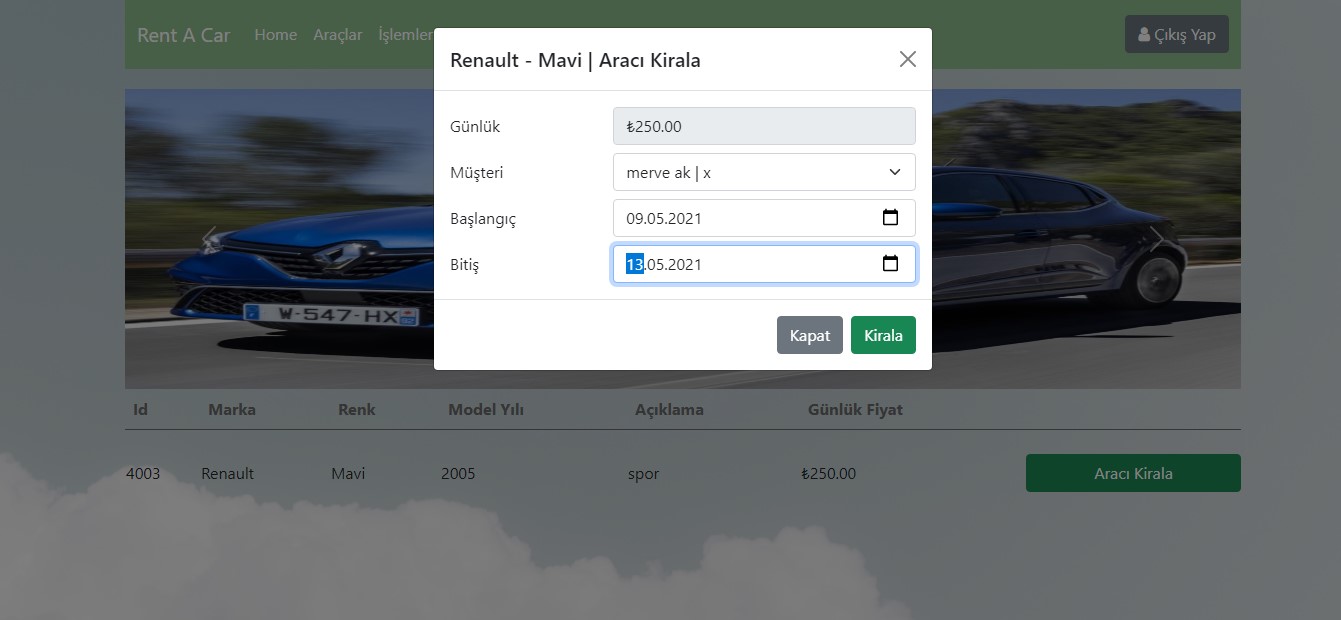 Rent A Car Home Araçlar İşlemler
Çıkış Yap
Renault - Mavi | Aracı Kirala
Günlük ₺250.00
Müşteri merve ak | x
Başlangıç 09.05.2021
Bitiş 13.05.2021
Kapat Kirala
W-547-HX
Id Marka Renk Model Yılı Açıklama Günlük Fiyat
4003 Renault Mavi 2005 spor ₺250.00 Aracı Kirala